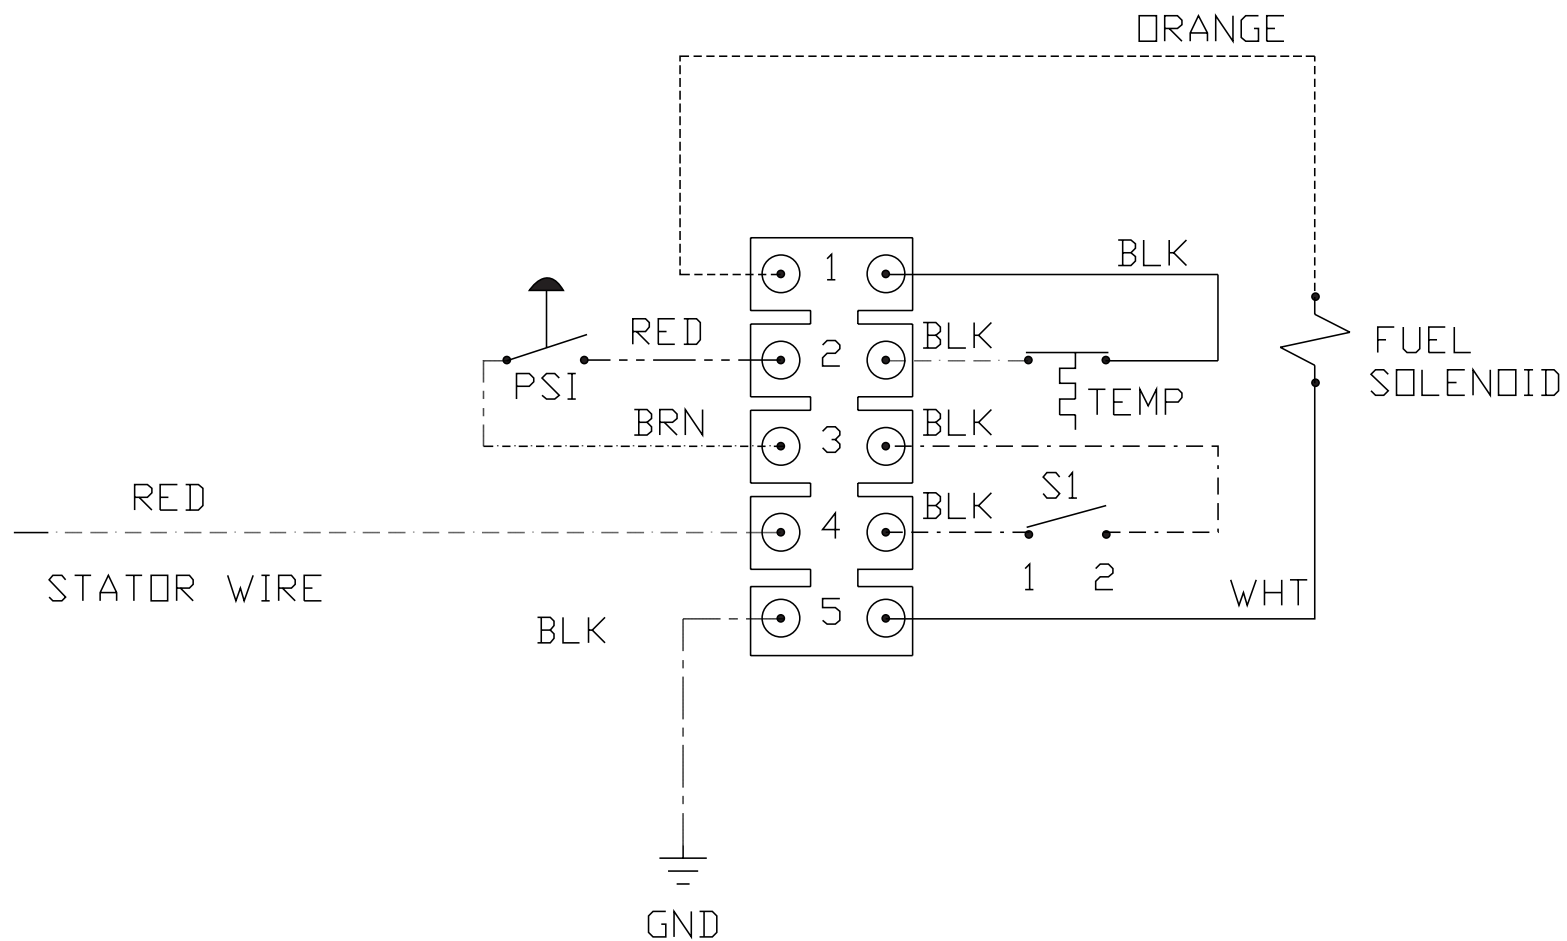 ORANGE
BLK
1
RED
2
BLK
FUEL
SOLENOID
PSI
TEMP
BRN
3
BLK
RED
4
BLK
S1
STATOR WIRE
1
2
WHT
BLK
5
GND